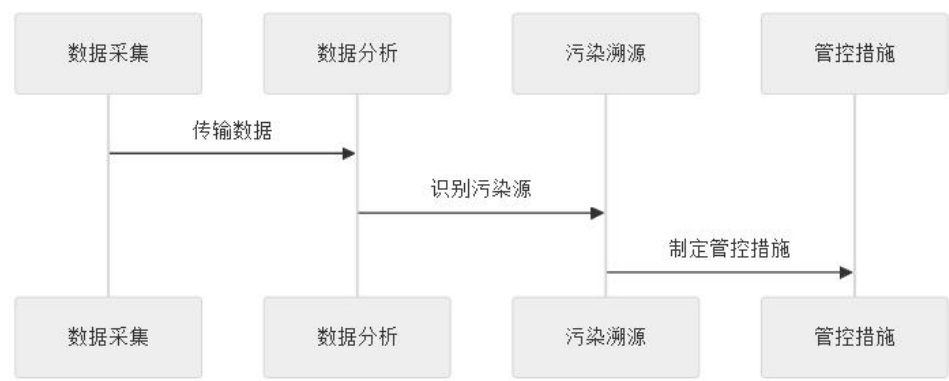 数据采集 数据分析 污染溯源 管控措施
传输数据
识别污染源
制定管控措施
数据采集 数据分析 污染溯源 管控措施